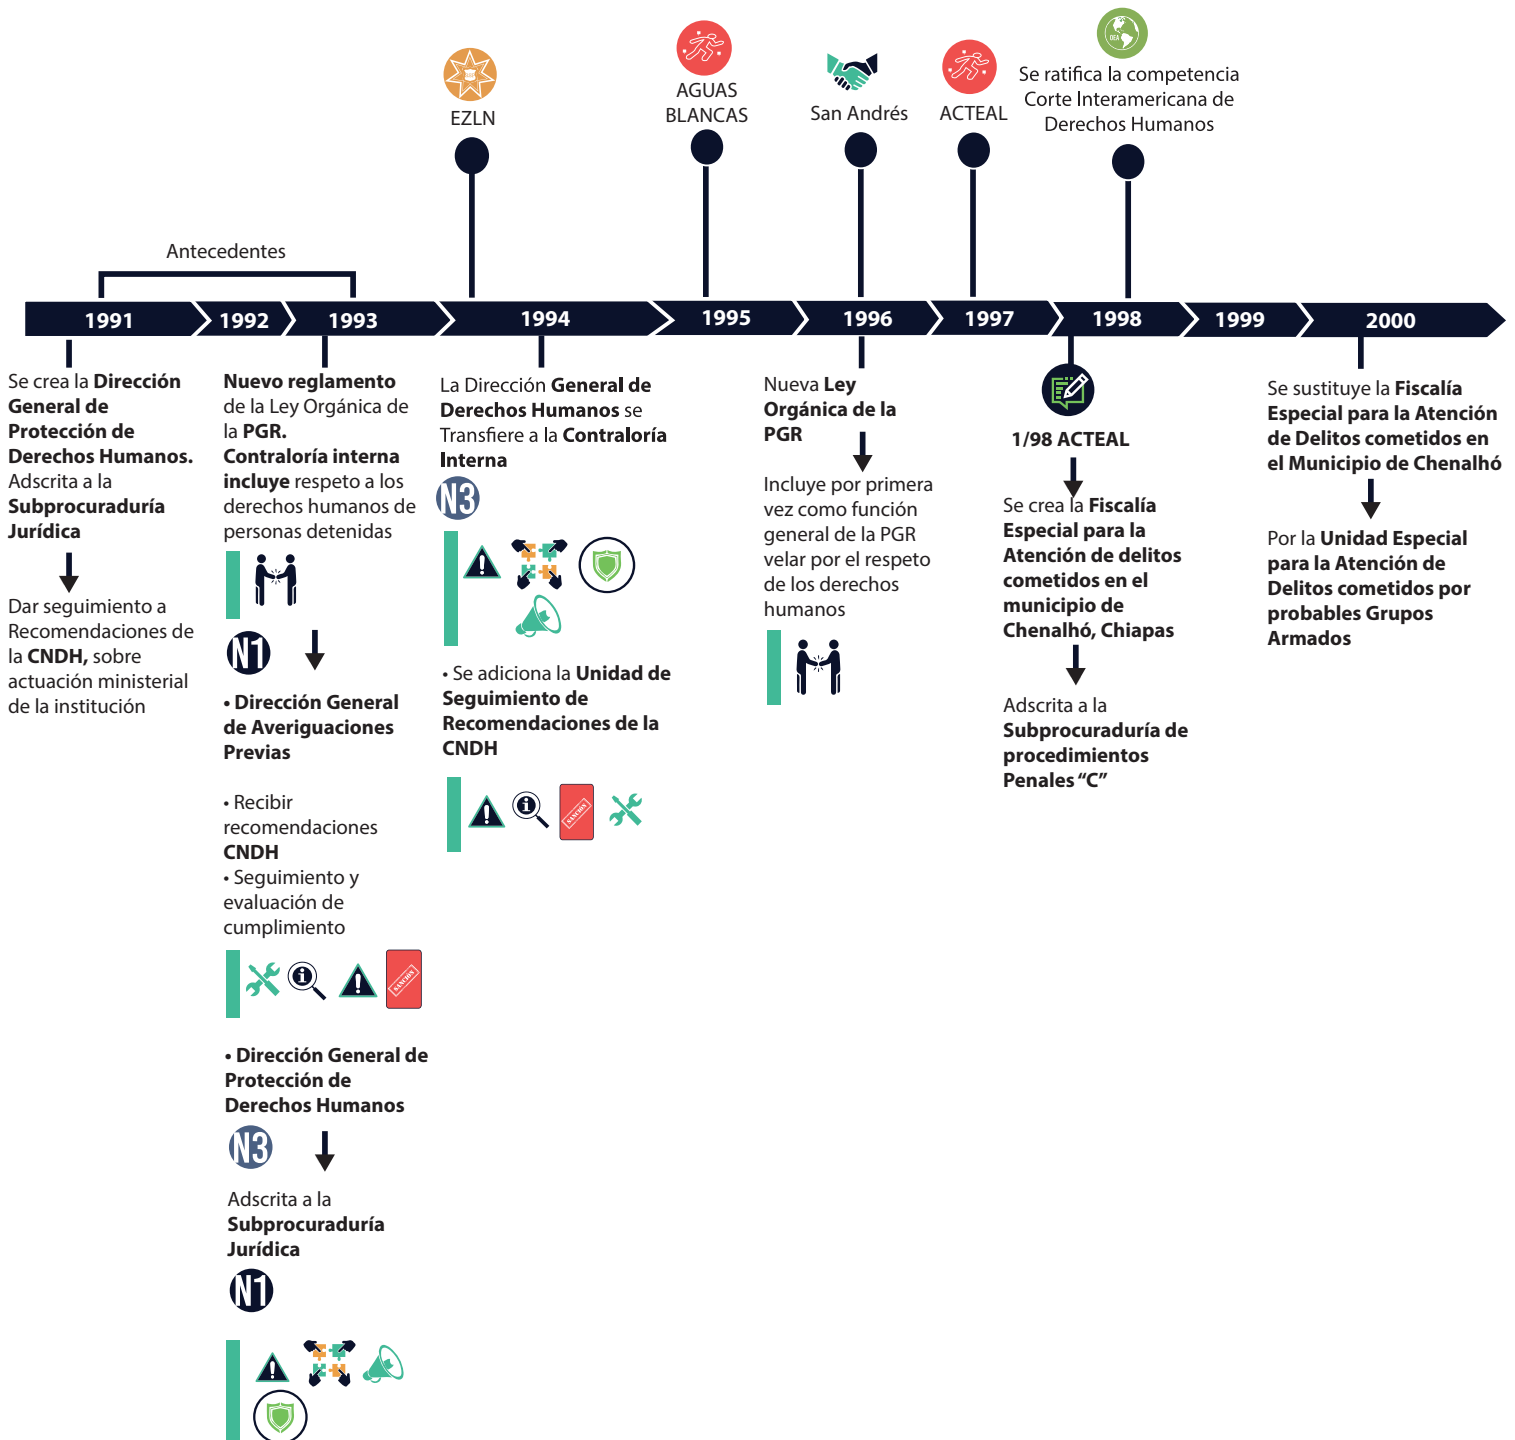 EZLN
AGUAS
BLANCAS
San Andrés
ACTEAL
DEA
Se ratifica la competencia
Corte Interamericana de
Derechos Humanos
Antecedentes
1991
1992
1993
1994
1995
1996
1997
1998
1999
2000
Se crea la Dirección
General de
Protección de
Derechos Humanos.
Adscrita a la
Subprocuraduría
Jurídica
Dar seguimiento a
Recomendaciones de
la CNDH, sobre
actuación ministerial
de la institución
Nuevo reglamento
de la Ley Orgánica de
la PGR.
Contraloría interna
incluye respeto a los
derechos humanos de
personas detenidas
N1
• Dirección General
de Averiguaciones
Previas
• Recibir
recomendaciones
CNDH
• Seguimiento y
evaluación de
cumplimiento
SANCIÓN
• Dirección General de
Protección de
Derechos Humanos
N3
Adscrita a la
Subprocuraduría
Jurídica
N1
La Dirección General de
Derechos Humanos se
Transfiere a la Contraloría
Interna
N3
• Se adiciona la Unidad de
Seguimiento de
Recomendaciones de la
CNDH
SANCIÓN
Nueva Ley
Orgánica de la
PGR
Incluye por primera
vez como función
general de la PGR
velar por el respeto
de los derechos
humanos
1/98 ACTEAL
Se crea la Fiscalía
Especial para la
Atención de delitos
cometidos en el
municipio de
Chenalhó, Chiapas
Adscrita a la
Subprocuraduría de
procedimientos
Penales “C”
Se sustituye la Fiscalía
Especial para la Atención
de Delitos cometidos en
el Municipio de Chenalhó
Por la Unidad Especial
para la Atención de
Delitos cometidos por
probables Grupos
Armados